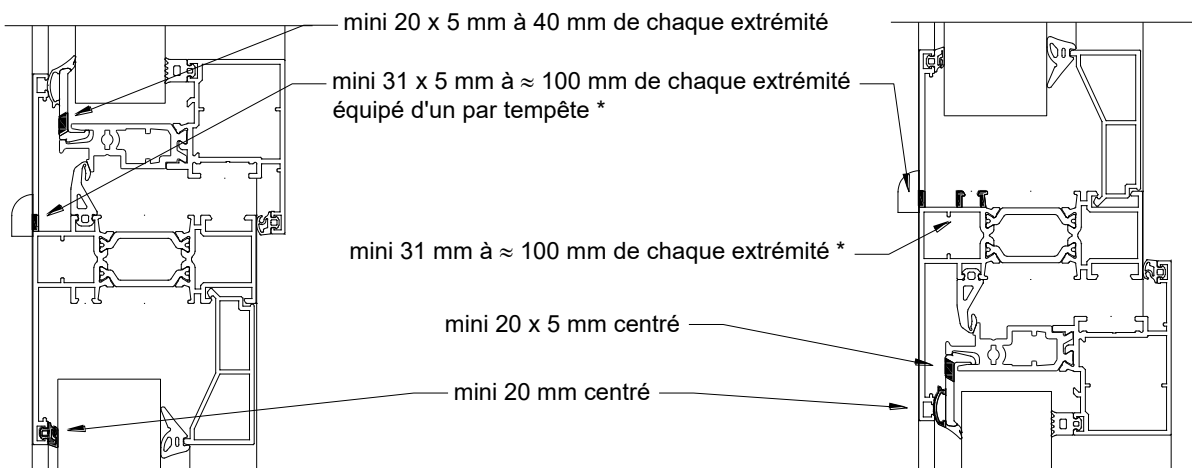 mini 20 x 5 mm à 40 mm de chaque extrémité
mini 31 x 5 mm à ≈ 100 mm de chaque extrémité
équipé d'un par tempête *
mini 31 mm à ≈ 100 mm de chaque extrémité *
mini 20 x 5 mm centré
mini 20 mm centré